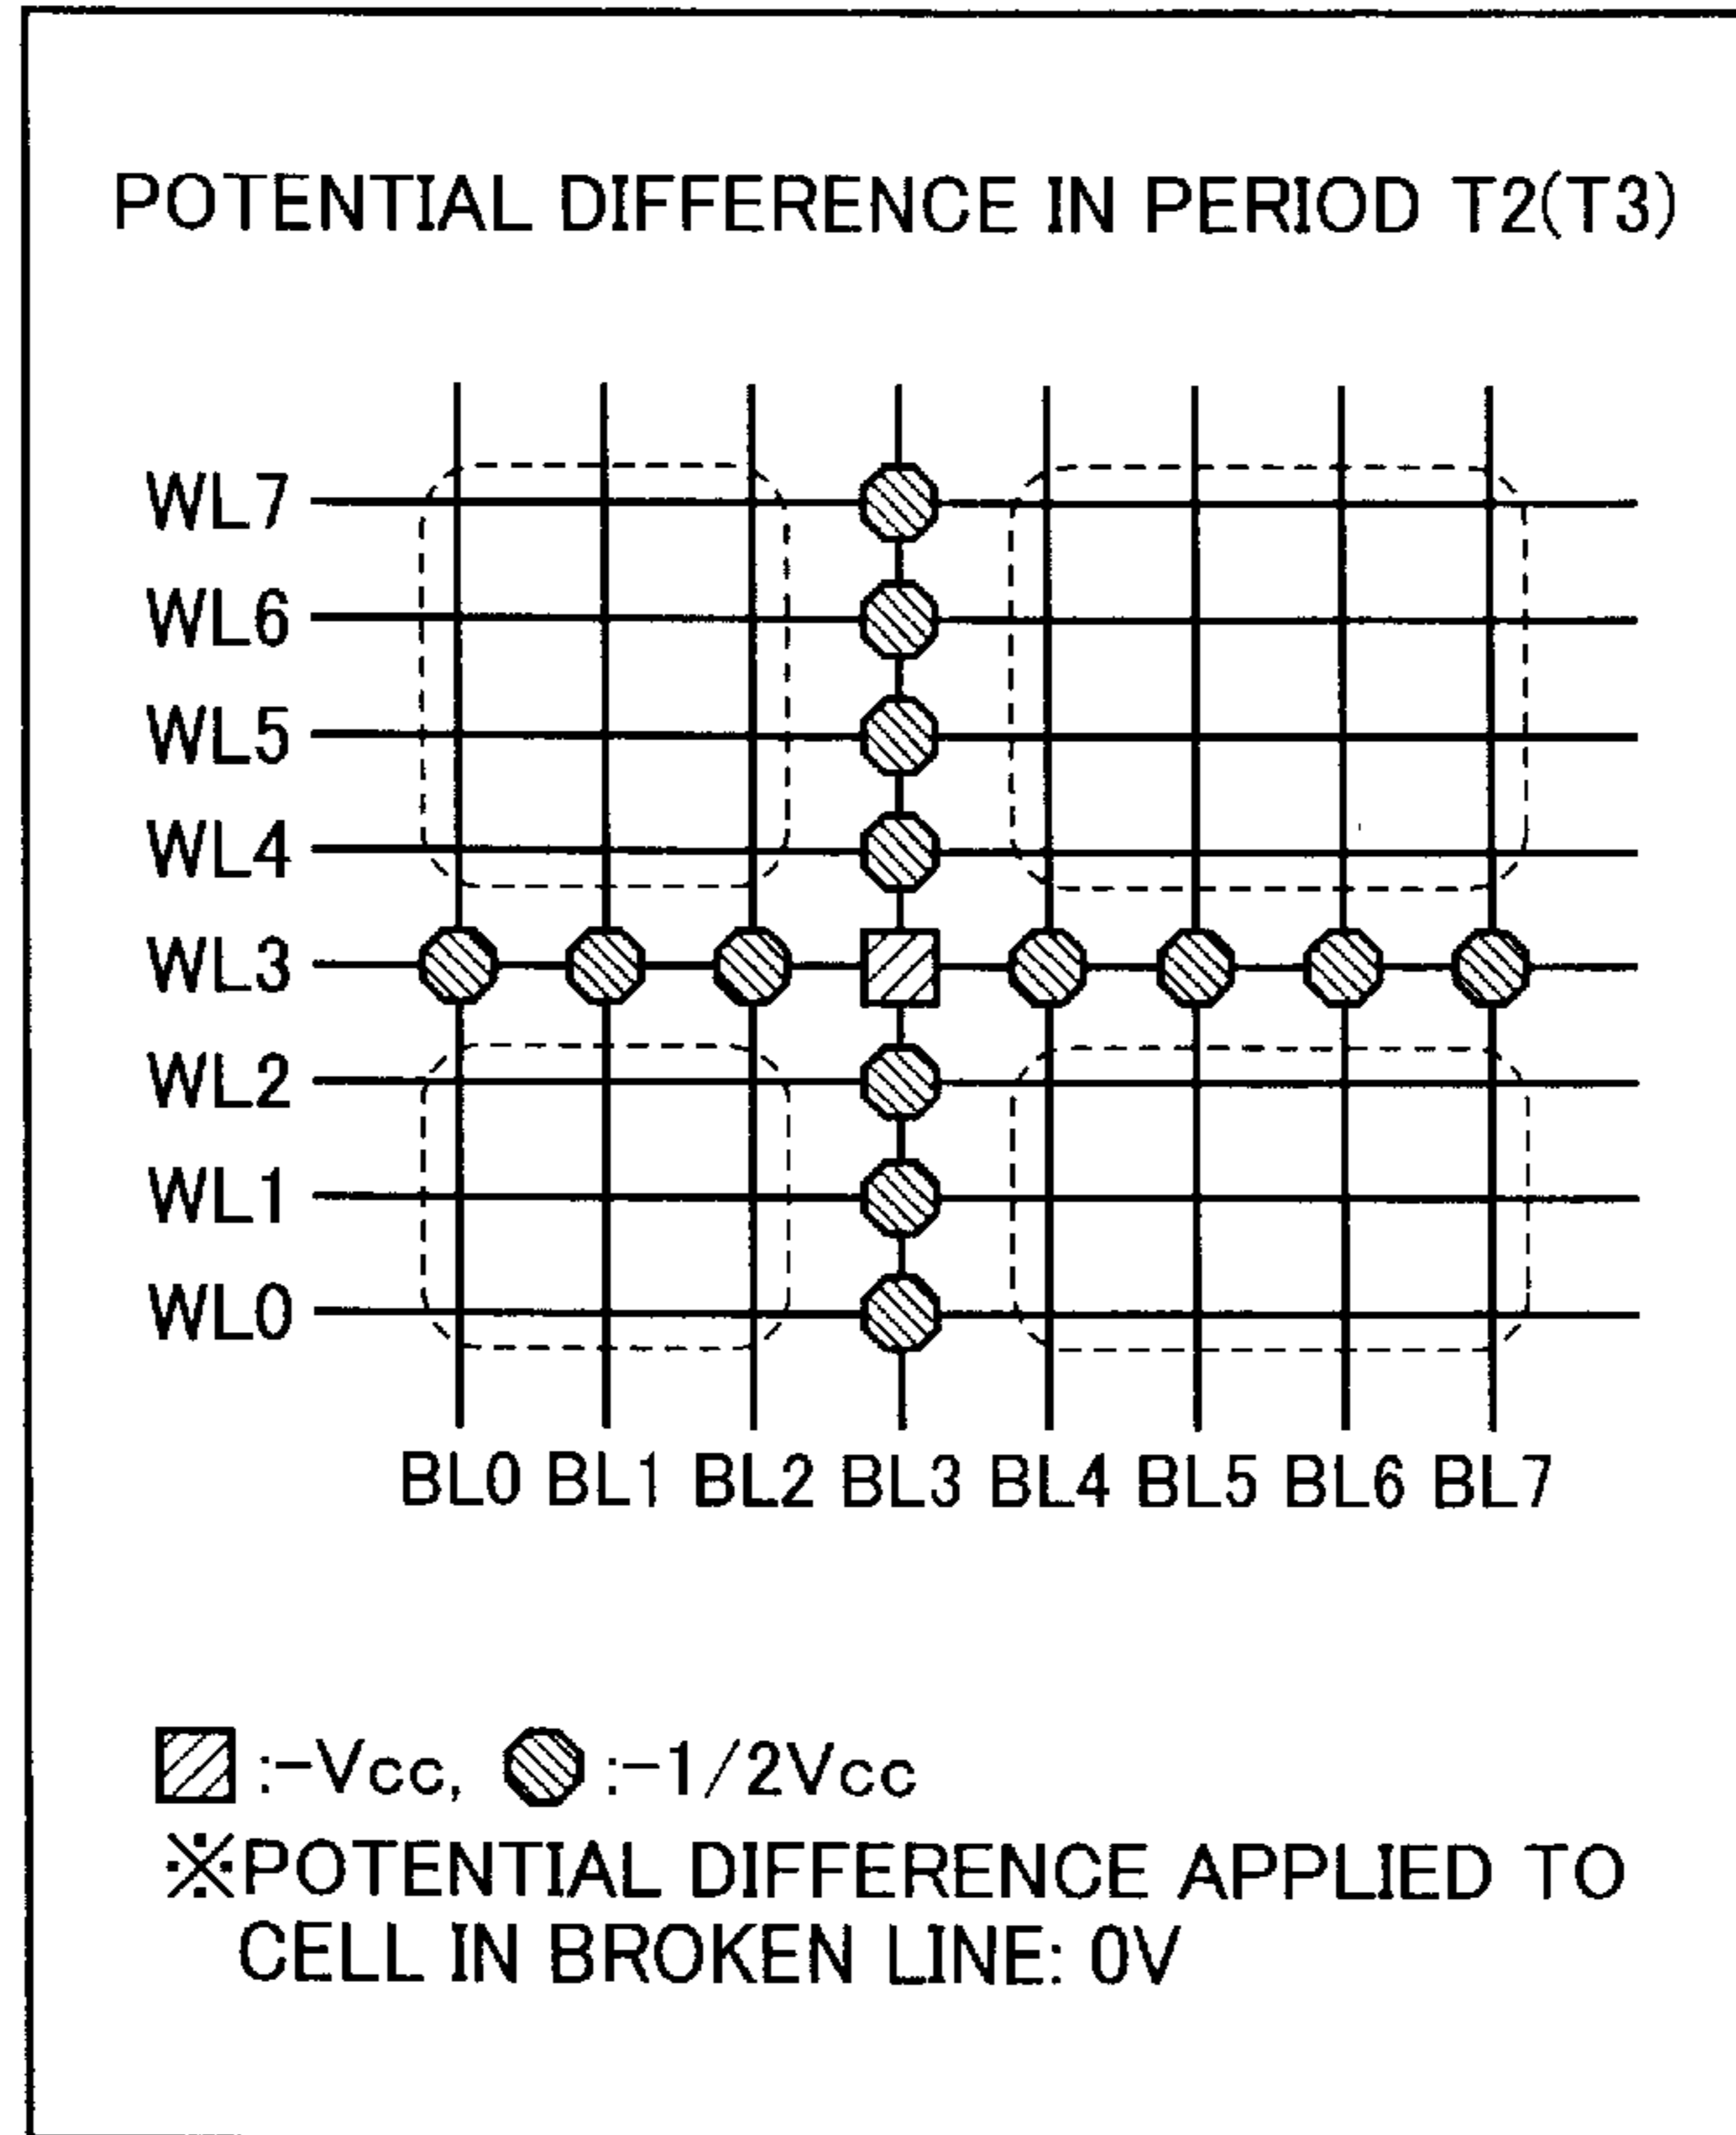 POTENTIAL DIFFERENCE IN PERIOD T2(T3)
WL7
WL6
WL5
WL4
WL3
WL2
WL1
WL0
BL0 BL1 BL2 BL3 BL4 BL5 BL6 BL7
:-Vcc, :-1/2Vcc
※POTENTIAL DIFFERENCE APPLIED TO
CELL IN BROKEN LINE: 0V